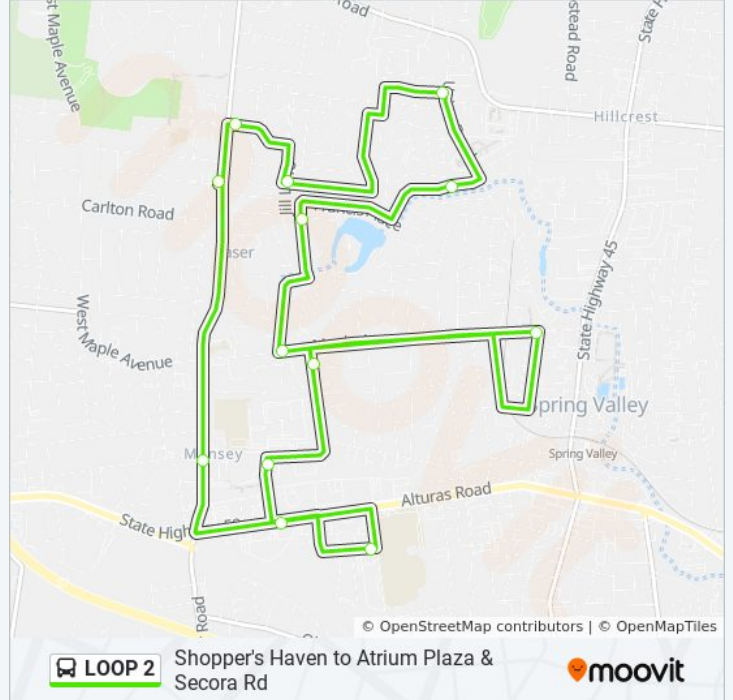 Road
West Maple Avenue
stead Road
State H
Hillcrest
Carlton Road
aser
State Highway 45
West Maple Avenue
Spring Valley
Monsey
Spring Valley
Alturas Road
State High
59
Road
© OpenStreetMap contributors | © OpenMapTiles
LOOP 2
Shopper's Haven to Atrium Plaza &
Secora Rd
moovit